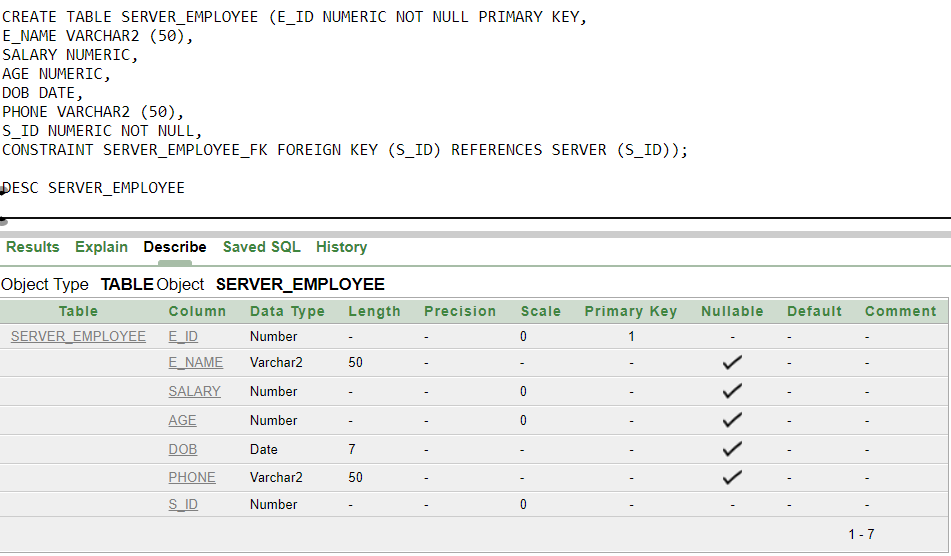 CREATE TABLE SERVER_EMPLOYEE (E_ID NUMERIC NOT NULL PRIMARY KEY,
E_NAME VARCHAR2 (50),
SALARY NUMERIC,
AGE NUMERIC,
DOB DATE,
PHONE VARCHAR2 (50),
S_ID NUMERIC NOT NULL,
CONSTRAINT SERVER_EMPLOYEE_FK FOREIGN KEY (S_ID) REFERENCES SERVER (S_ID));
DESC SERVER_EMPLOYEE
Results Explain Describe Saved SQL History
Object Type TABLE Object SERVER_EMPLOYEE
Table Column Data Type Length Precision Scale Primary Key Nullable Default Comment
SERVER_EMPLOYEE E_ID Number - - 0 1 - - -
E_NAME Varchar2 50 - - - ✓ - -
SALARY Number - - 0 - ✓ - -
AGE Number - - 0 - ✓ - -
DOB Date 7 - - - ✓ - -
PHONE Varchar2 50 - - - ✓ - -
S_ID Number - - 0 - - - -
1 - 7